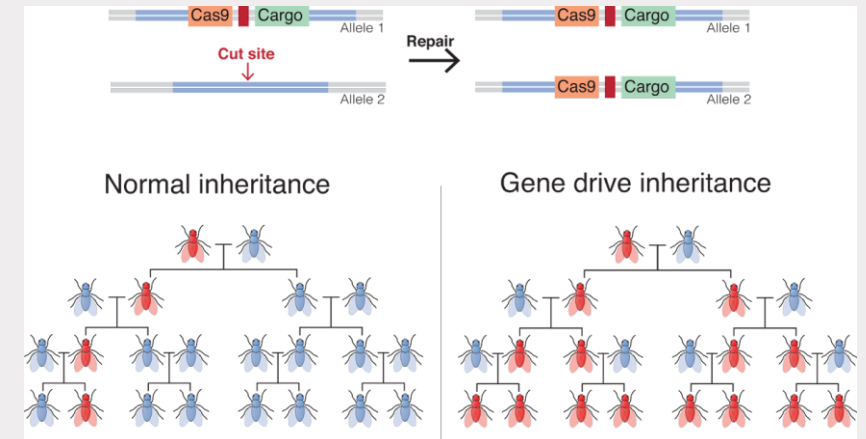 Cas9 Cargo
Allele 1
Cut site
Allele 2
Repair
Cas9 Cargo
Allele 1
Cas9 Cargo
Allele 2
Normal inheritance
Gene drive inheritance